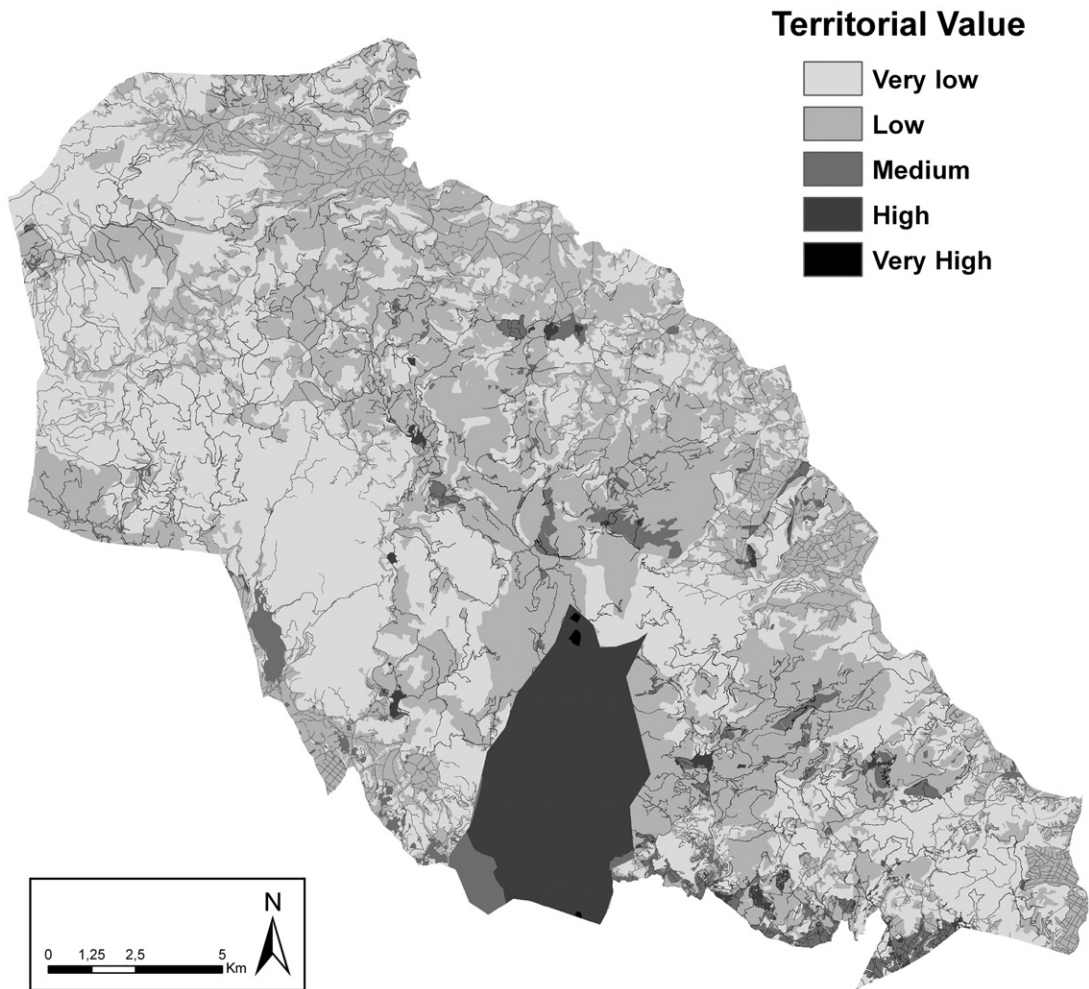 Territorial Value
Very low
Low
Medium
High
Very High
N
0 1,25 2,5 5
Km